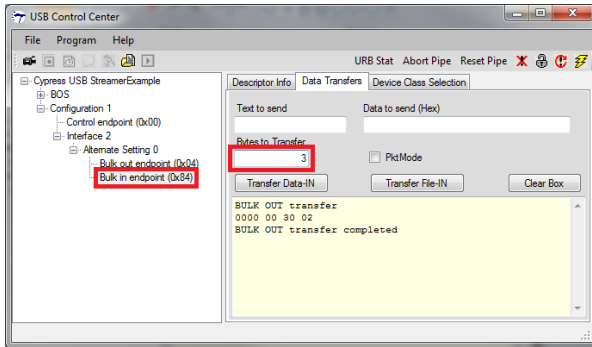 USB Control Center
File Program Help
URB Stat Abort Pipe Reset Pipe
Cypress USB StreamerExample
BOS
Configuration 1
Control endpoint (0x00)
Interface 2
Alternate Setting 0
Bulk out endpoint (0x04)
Bulk in endpoint (0x84)
Descriptor Info Data Transfers Device Class Selection
Text to send Data to send (Hex)
Bytes to Transfer
3 PktMode
Transfer Data-IN Transfer File-IN Clear Box
BULK OUT transfer
0000 00 30 02
BULK OUT transfer completed